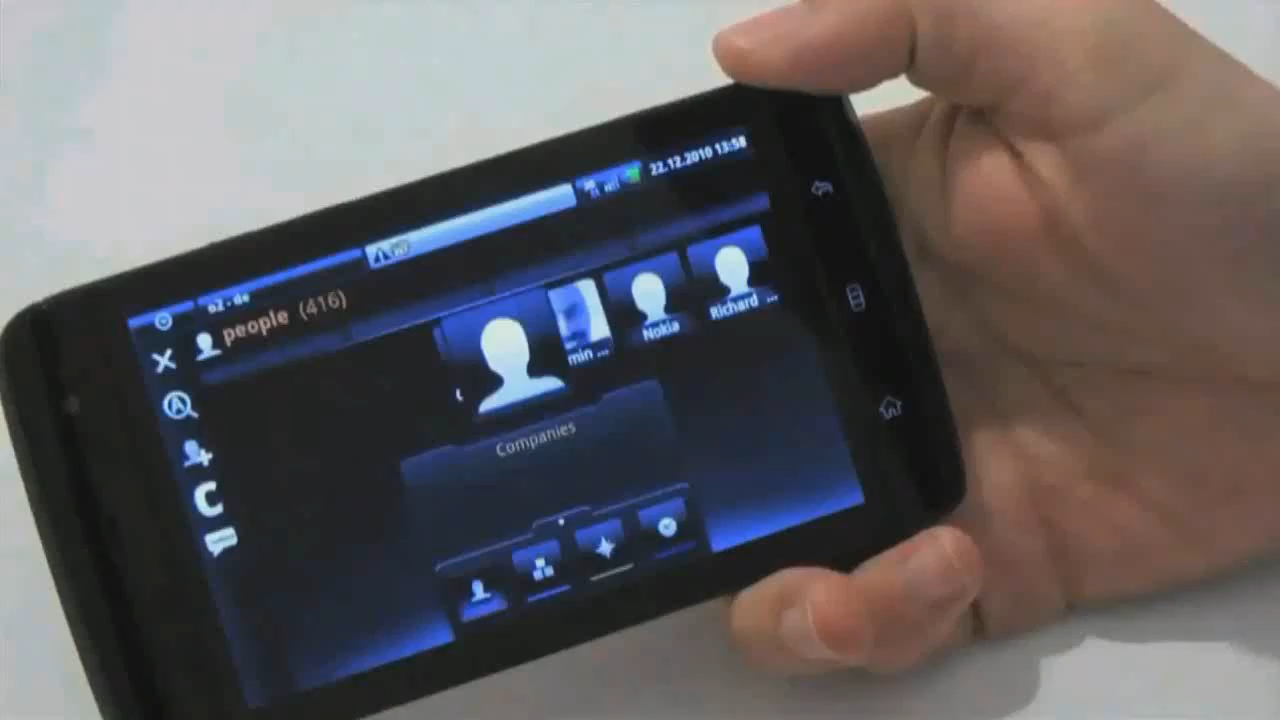 22.12.2010 13:58
o2 - de
people (416)
min ...
Nokia
Richard ...
Companies